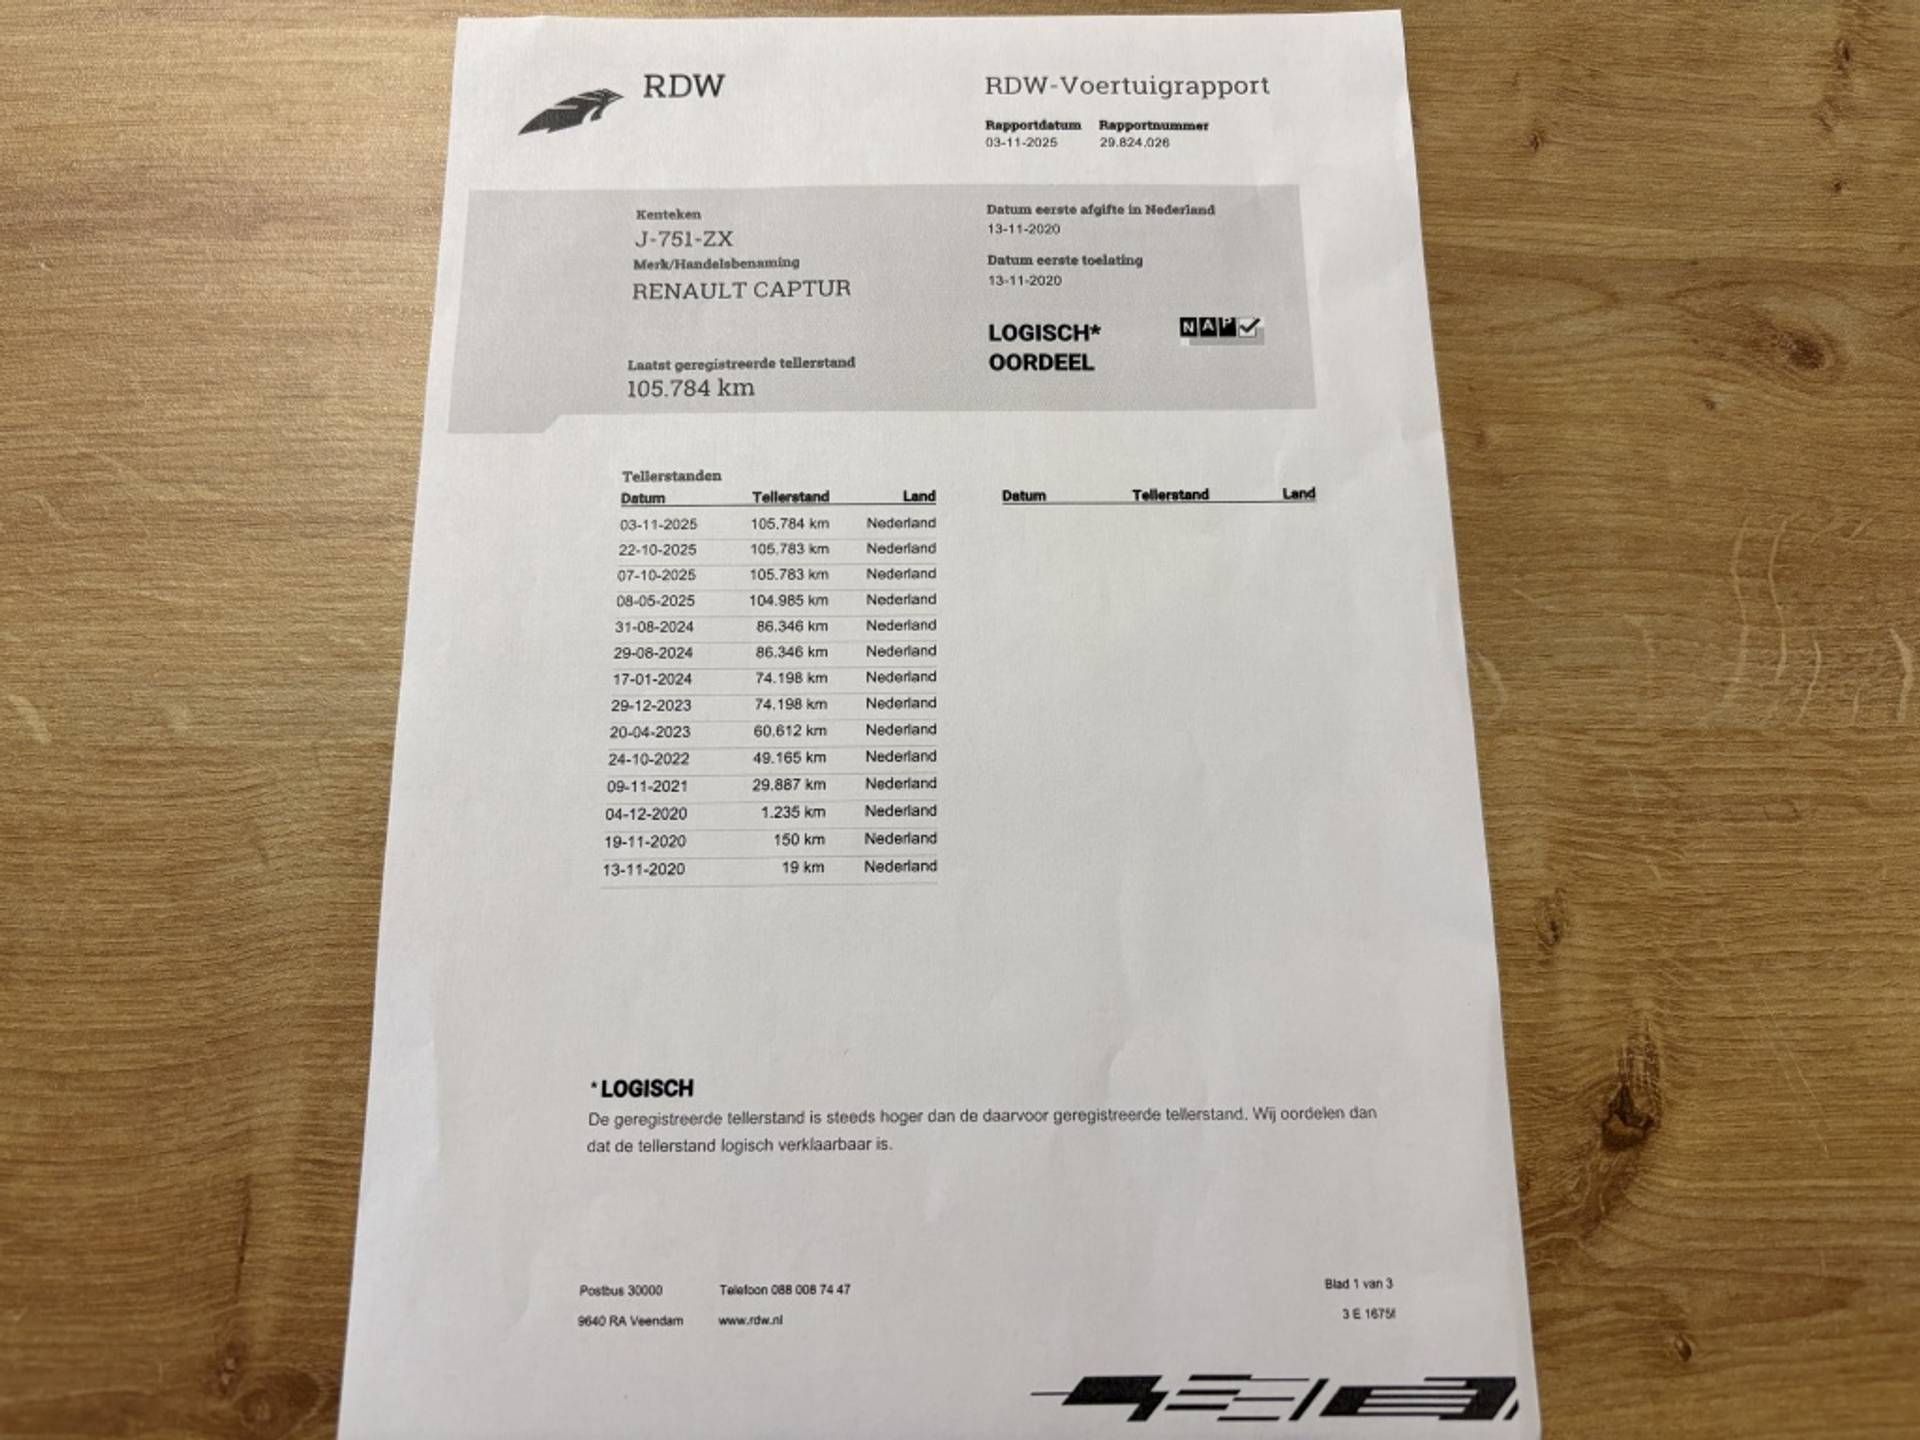 RDW
RDW-Voertuigrapport
Rapportdatum Rapportnummer
03-11-2025 29.824.026
Kenteken
J-751-ZX
Merk/Handelsbenaming
RENAULT CAPTUR
Laatst geregistreerde tellerstand
105.784 km
Datum eerste afgifte in Nederland
13-11-2020
Datum eerste toelating
13-11-2020
LOGISCH*
OORDEEL
NAP
Tellerstanden
Datum Tellerstand Land
03-11-2025 105.784 km Nederland
22-10-2025 105.783 km Nederland
07-10-2025 105.783 km Nederland
08-05-2025 104.985 km Nederland
31-08-2024 86.346 km Nederland
29-08-2024 86.346 km Nederland
17-01-2024 74.198 km Nederland
29-12-2023 74.198 km Nederland
20-04-2023 60.612 km Nederland
24-10-2022 49.165 km Nederland
09-11-2021 29.887 km Nederland
04-12-2020 1.235 km Nederland
19-11-2020 150 km Nederland
13-11-2020 19 km Nederland
Datum Tellerstand Land
*LOGISCH
De geregistreerde tellerstand is steeds hoger dan de daarvoor geregistreerde tellerstand. Wij oordelen dan
dat de tellerstand logisch verklaarbaar is.
Postbus 30000 Telefoon 088 008 74 47
9640 RA Veendam www.rdw.nl
Blad 1 van 3
3 E